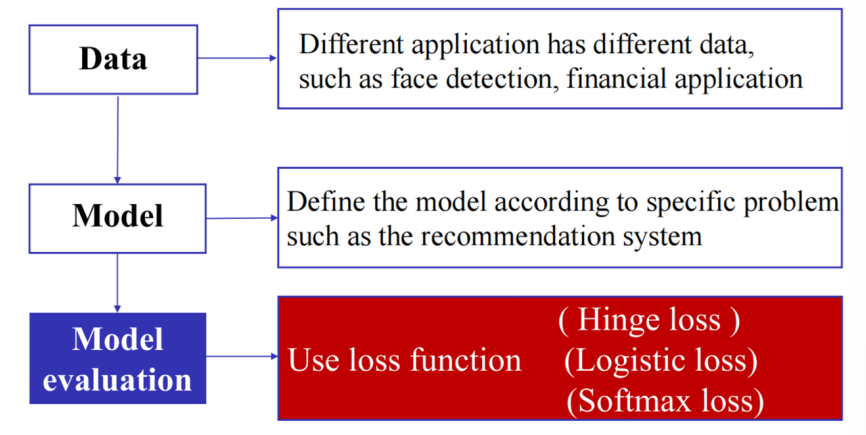 Data
Different application has different data,
such as face detection, financial application
Model
Define the model according to specific problem
such as the recommendation system
Model
evaluation
Use loss function
( Hinge loss )
(Logistic loss)
(Softmax loss)